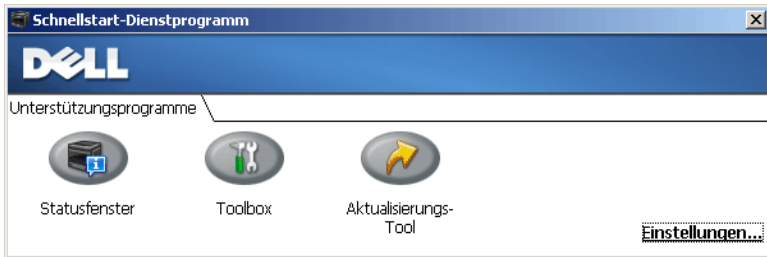 Schnellstart-Dienstprogramm
DELL
Unterstützungsprogramme
Statusfenster
Toolbox
Aktualisierungs-
Tool
Einstellungen...